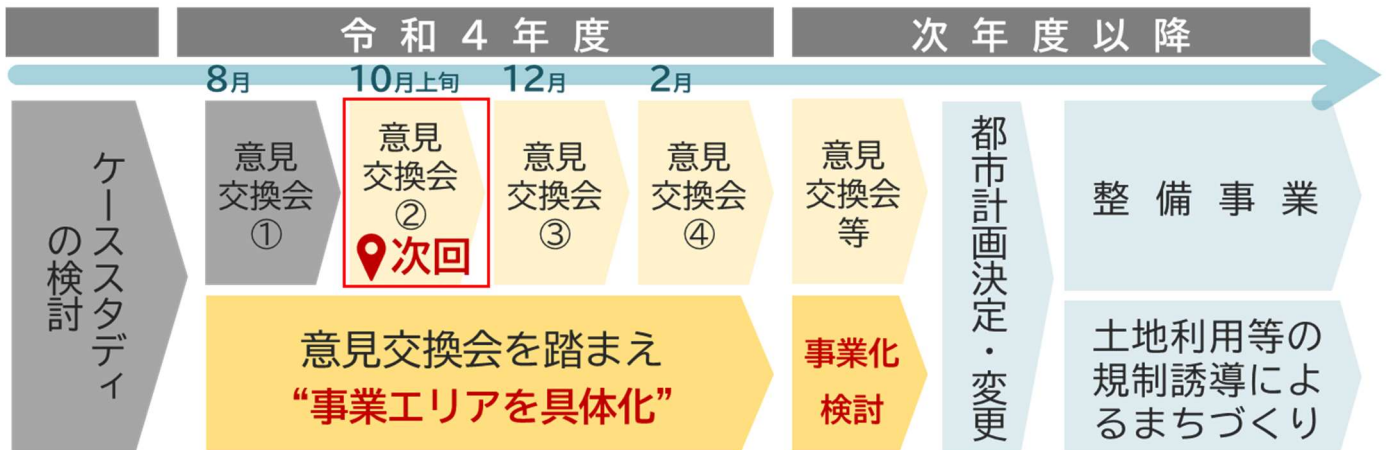 令和４年度
次年度以降
8月
10月上旬
12月
2月
ケーススタディ
の検討
意見
交換会
①
意見
交換会
②
次回
意見
交換会
③
意見
交換会
④
意見
交換会
等
都市計画決定・変更
整備事業
意見交換会を踏まえ
“事業エリアを具体化”
事業化
検討
土地利用等の
規制誘導によ
るまちづくり